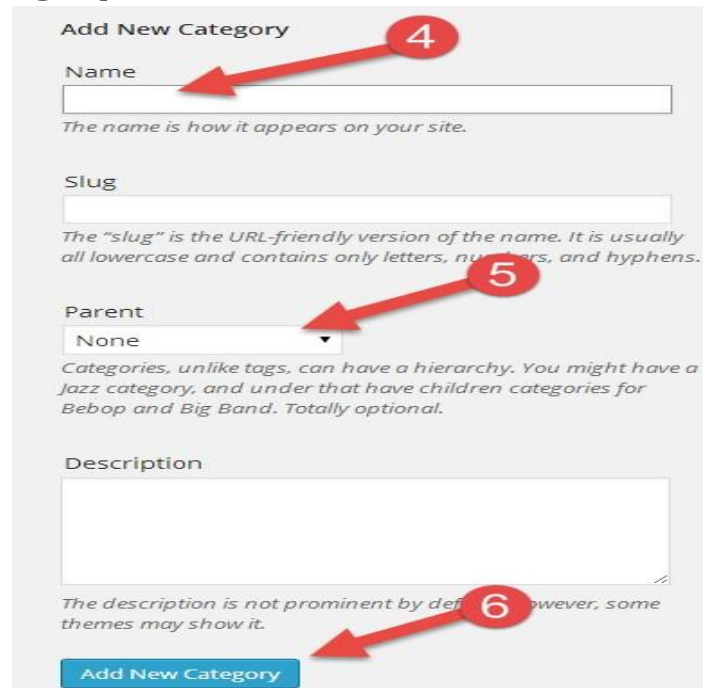 Add New Category
4
Name
The name is how it appears on your site.
Slug
The “slug” is the URL-friendly version of the name. It is usually
all lowercase and contains only letters, numbers, and hyphens.
5
Parent
None
Categories, unlike tags, can have a hierarchy. You might have a
Jazz category, and under that have children categories for
Bebop and Big Band. Totally optional.
Description
The description is not prominent by default; however, some
6
themes may show it.
Add New Category